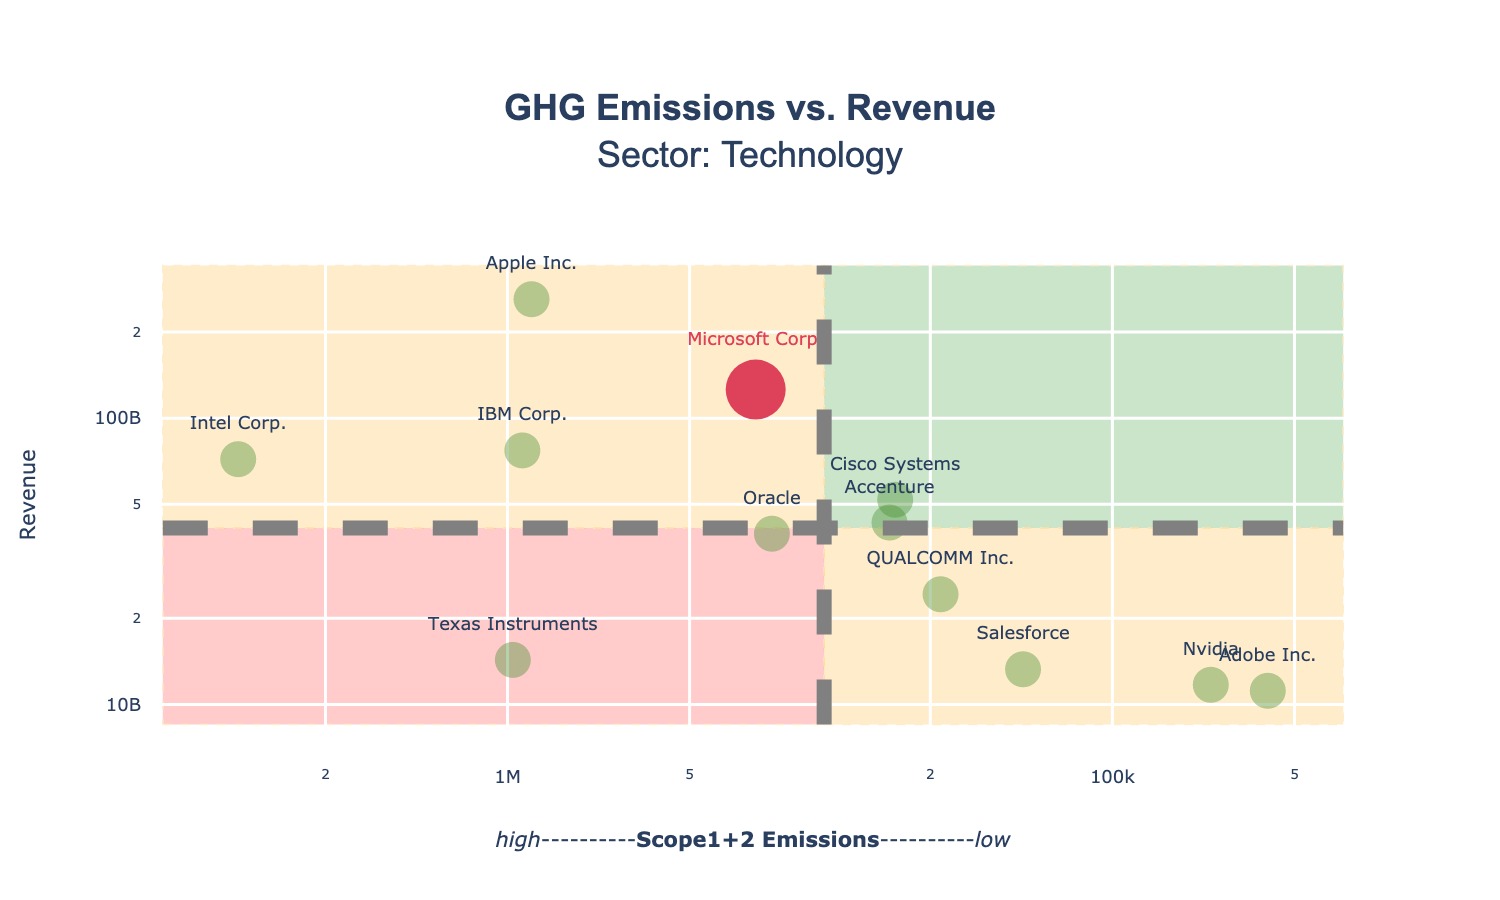 GHG Emissions vs. Revenue
Sector: Technology
Apple Inc.
2
Microsoft Corp
100B
Intel Corp.
IBM Corp.
Revenue
Cisco Systems
Accenture
5
Oracle
QUALCOMM Inc.
2
Texas Instruments
Salesforce
Nvidia
Adobe Inc.
10B
2
1M
5
2
100k
5
high----------Scope1+2 Emissions----------low